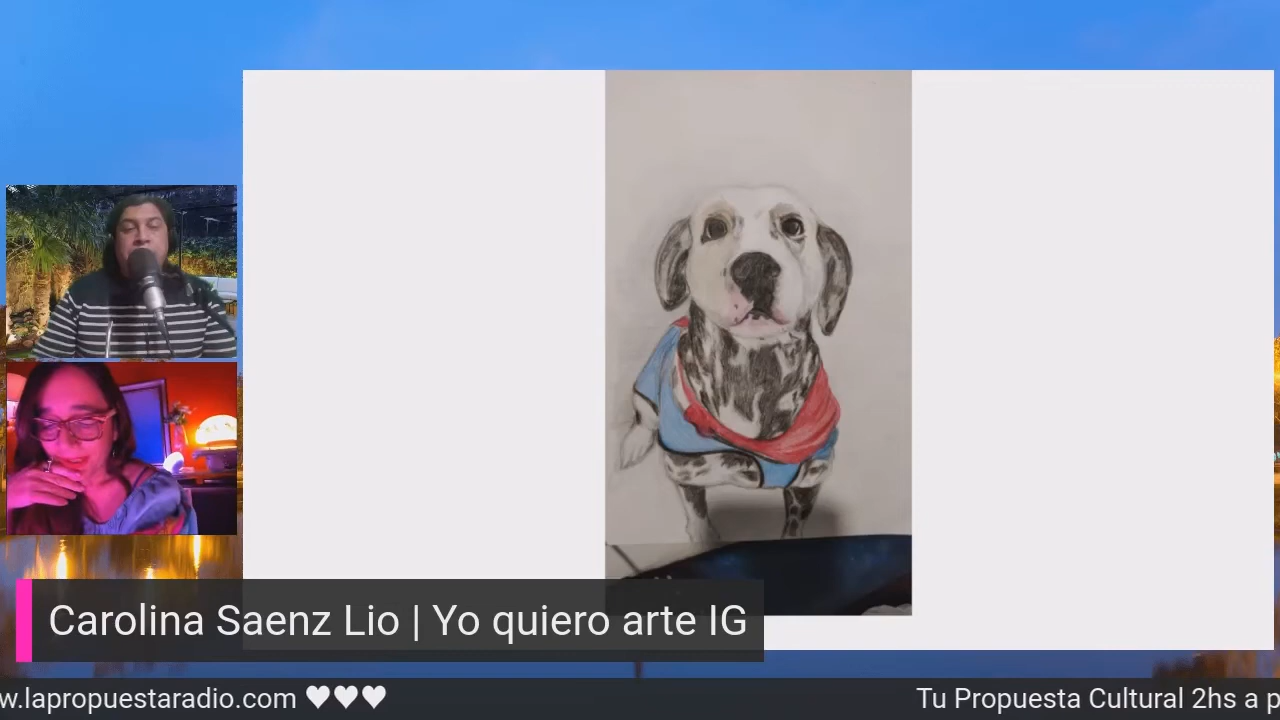 Carolina Saenz Lio | Yo quiero arte IG
w.lapropuestaradio.com ♥♥♥ Tu Propuesta Cultural 2hs a p